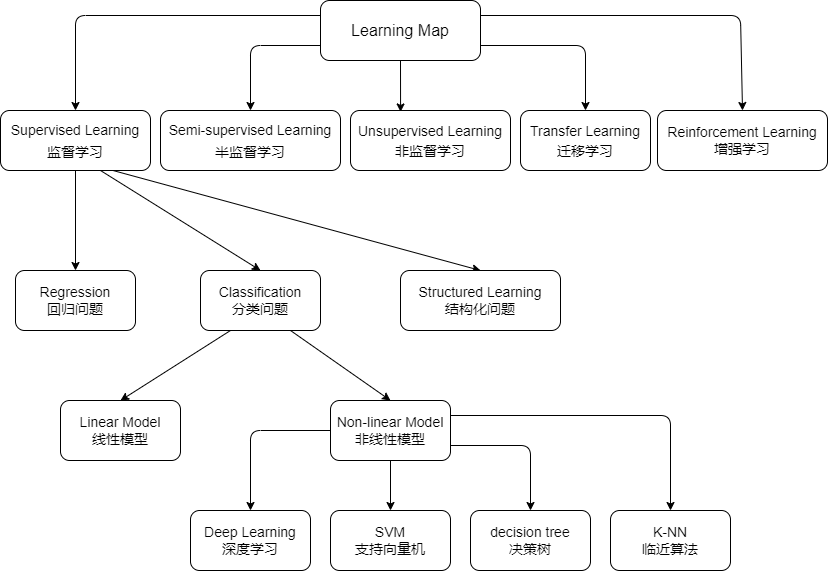 Learning Map
Supervised Learning
监督学习
Semi-supervised Learning
半监督学习
Unsupervised Learning
非监督学习
Transfer Learning
迁移学习
Reinforcement Learning
增强学习
Regression
回归问题
Classification
分类问题
Structured Learning
结构化问题
Linear Model
线性模型
Non-linear Model
非线性模型
Deep Learning
深度学习
SVM
支持向量机
decision tree
决策树
K-NN
临近算法